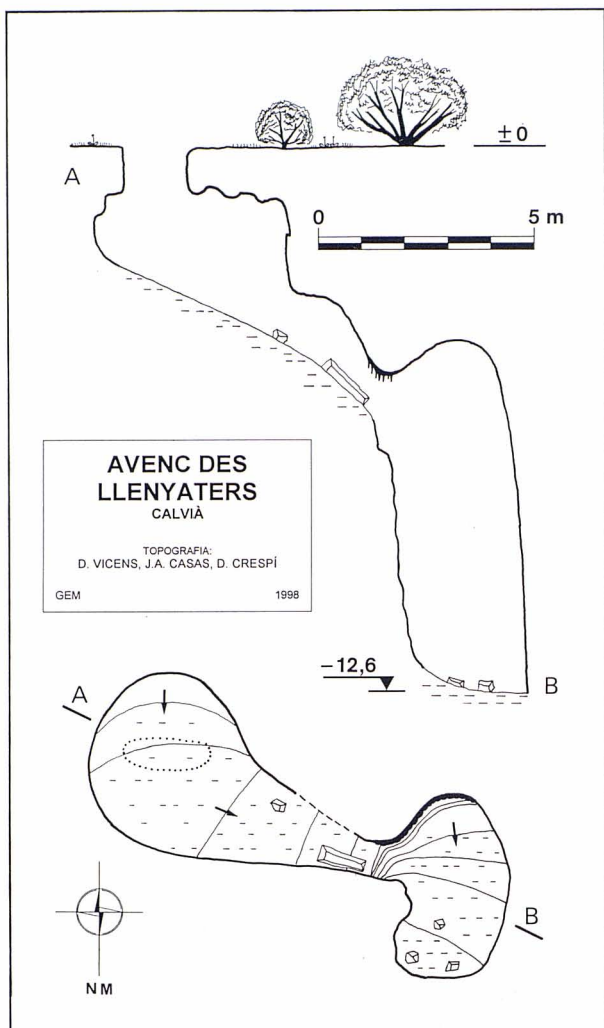 ±0
A
0 5 m
AVENC DES
LLENYATERS
CALVIÀ
TOPOGRAFIA:
D. VICENS, J.A. CASAS, D. CRESPÍ
GEM 1998
−12,6
B
A
B
NM